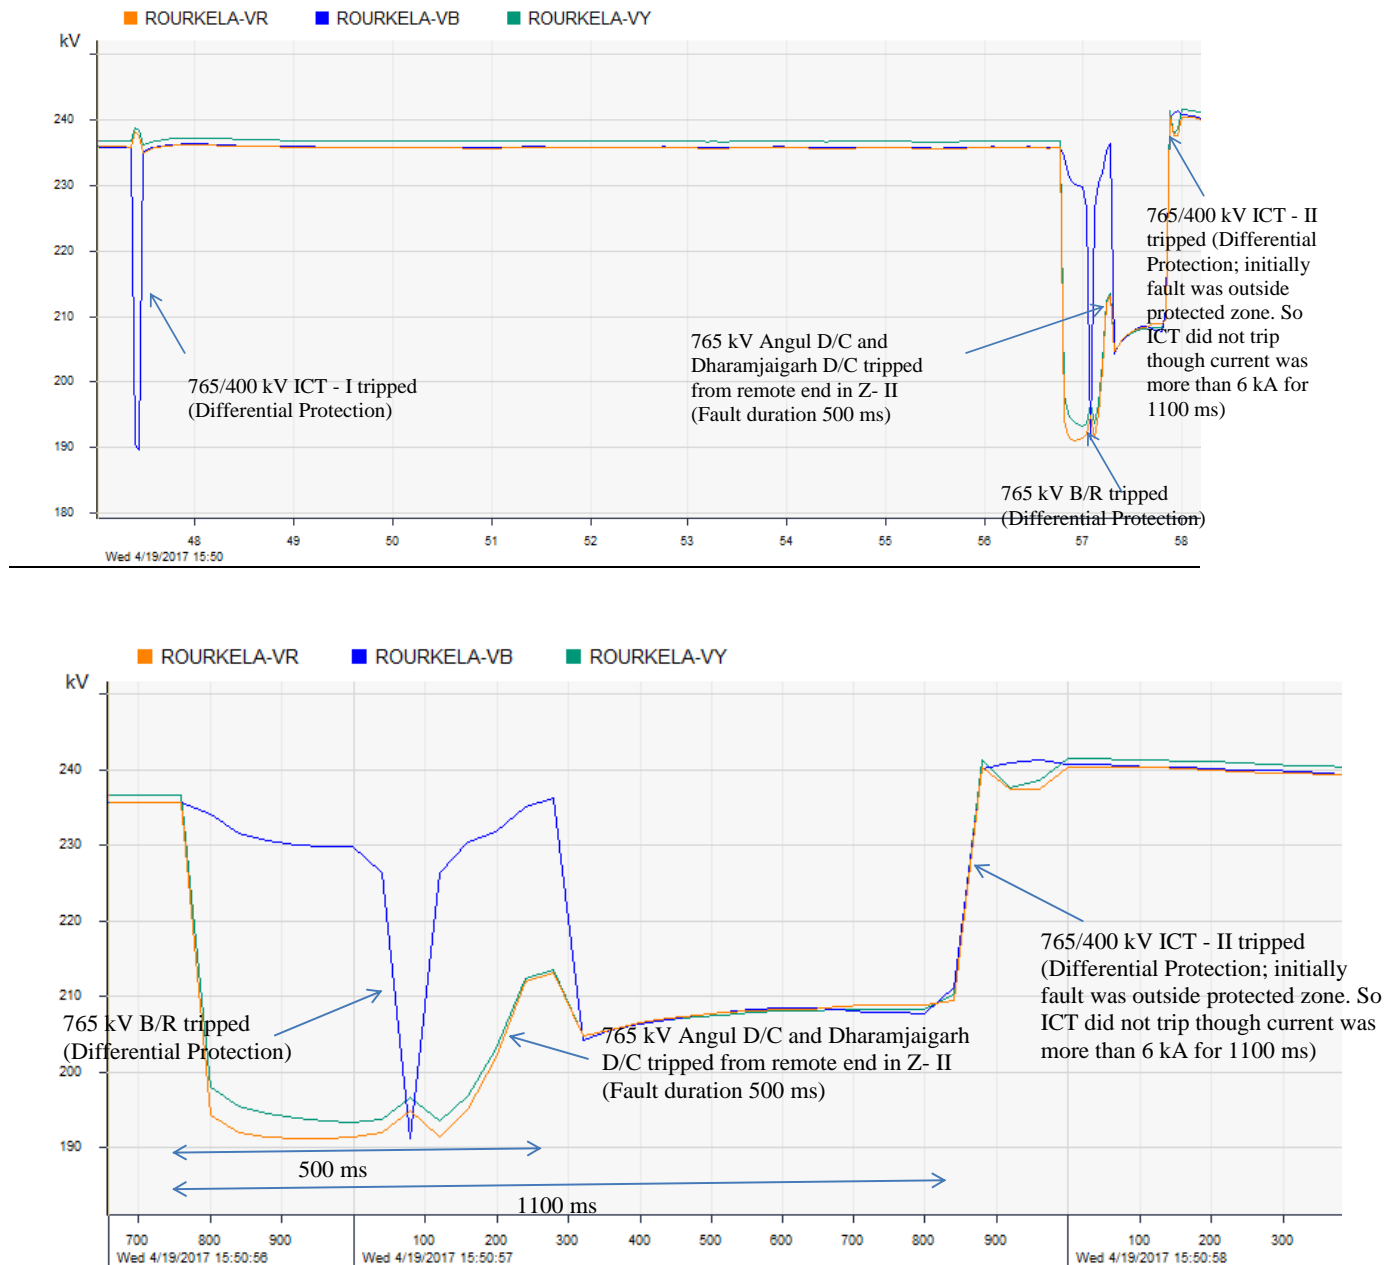 ROURKELA-VR ROURKELA-VB ROURKELA-VY
kV
240
230
220
210
200
190
180
765/400 kV ICT - I tripped
(Differential Protection)
765 kV Angul D/C and
Dharamjaigarh D/C tripped
from remote end in Z- II
(Fault duration 500 ms)
765/400 kV ICT - II
tripped (Differential
Protection; initially
fault was outside
protected zone. So
ICT did not trip
though current was
more than 6 kA for
1100 ms)
765 kV B/R tripped
(Differential Protection)
48 49 50 51 52 53 54 55 56 57 58
Wed 4/19/2017 15:50
ROURKELA-VR ROURKELA-VB ROURKELA-VY
kV
240
230
220
210
200
190
765 kV B/R tripped
(Differential Protection)
765 kV Angul D/C and Dharamjaigarh
D/C tripped from remote end in Z- II
(Fault duration 500 ms)
765/400 kV ICT - II tripped
(Differential Protection; initially
fault was outside protected zone. So
ICT did not trip though current was
more than 6 kA for 1100 ms)
500 ms
1100 ms
700 800 900 100 200 300 400 500 600 700 800 900 100 200 300
Wed 4/19/2017 15:50:56 Wed 4/19/2017 15:50:57 Wed 4/19/2017 15:50:58